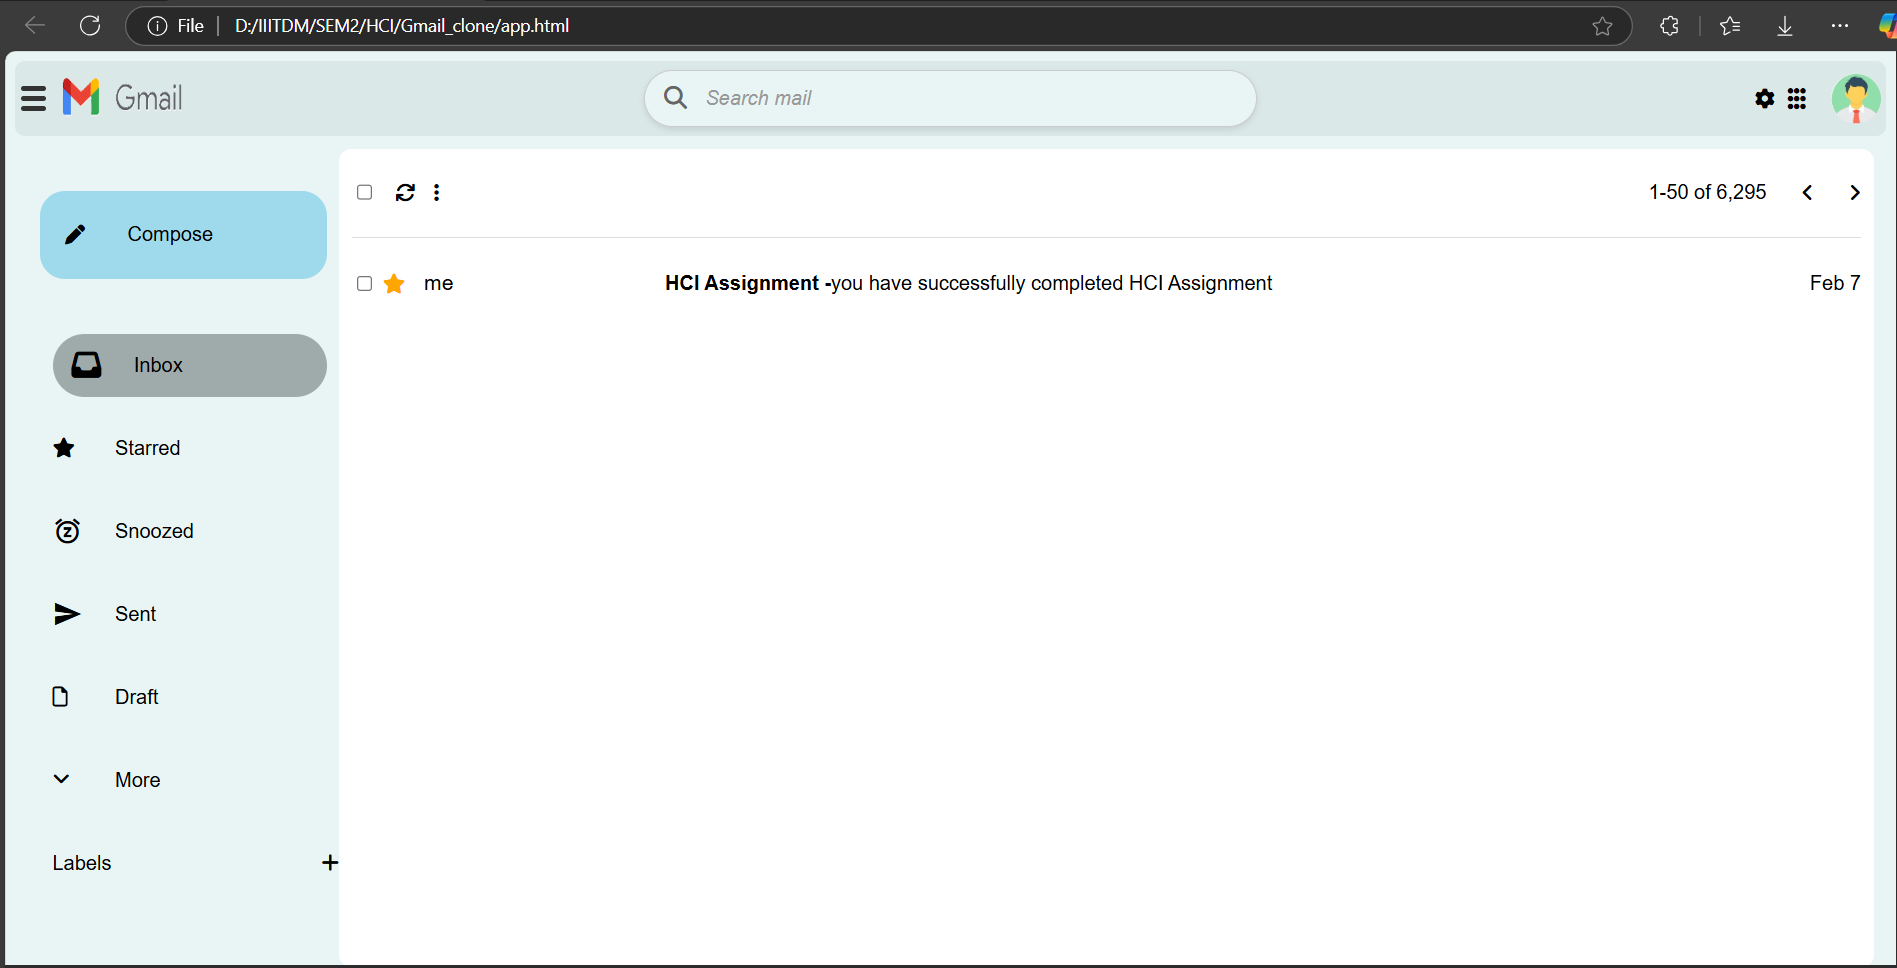 File D:/IIITDM/SEM2/HCI/Gmail_clone/app.html
Gmail
Search mail
Compose
1-50 of 6,295
me HCI Assignment -you have successfully completed HCI Assignment Feb 7
Inbox
Starred
Snoozed
Sent
Draft
More
Labels +